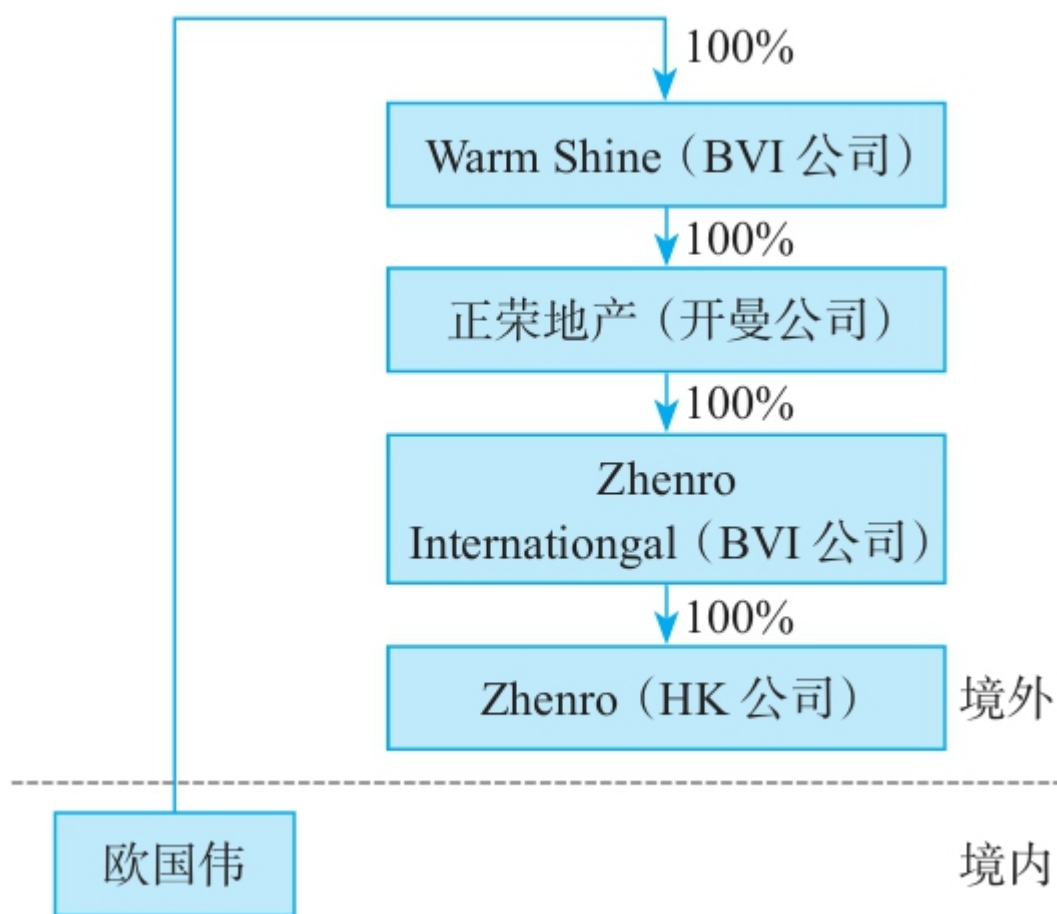 100%
Warm Shine（BVI 公司）
100%
正荣地产（开曼公司）
100%
Zhenro
Internationgal（BVI 公司）
100%
Zhenro（HK 公司）
境外
欧国伟
境内